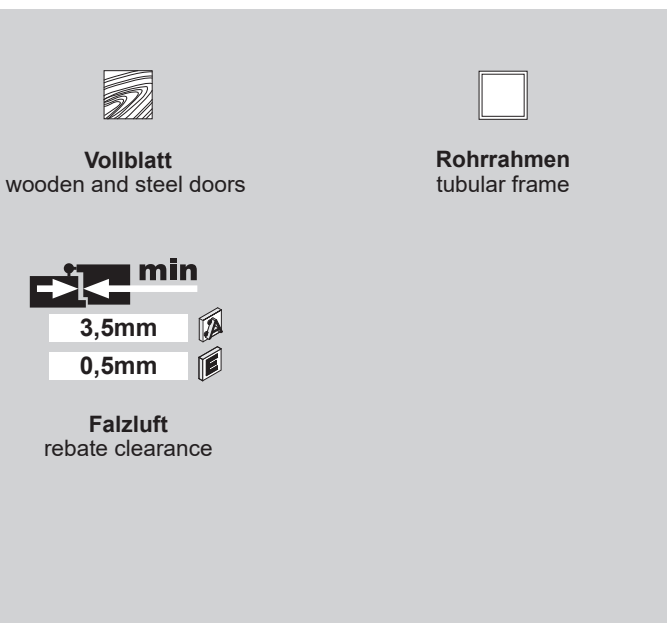 Vollblatt
wooden and steel doors
Rohrrahmen
tubular frame
min
3,5mm A
0,5mm E
Falzluft
rebate clearance